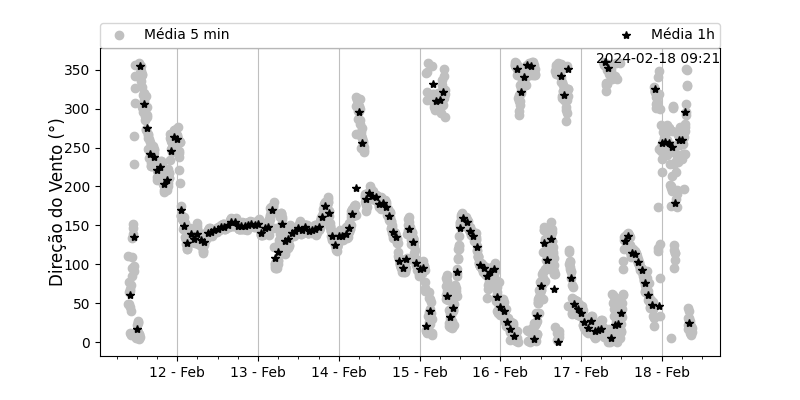 Média 5 min
Média 1h
2024-02-18 09:21
Direção do Vento (°)
350
300
250
200
150
100
50
0
12 - Feb
13 - Feb
14 - Feb
15 - Feb
16 - Feb
17 - Feb
18 - Feb